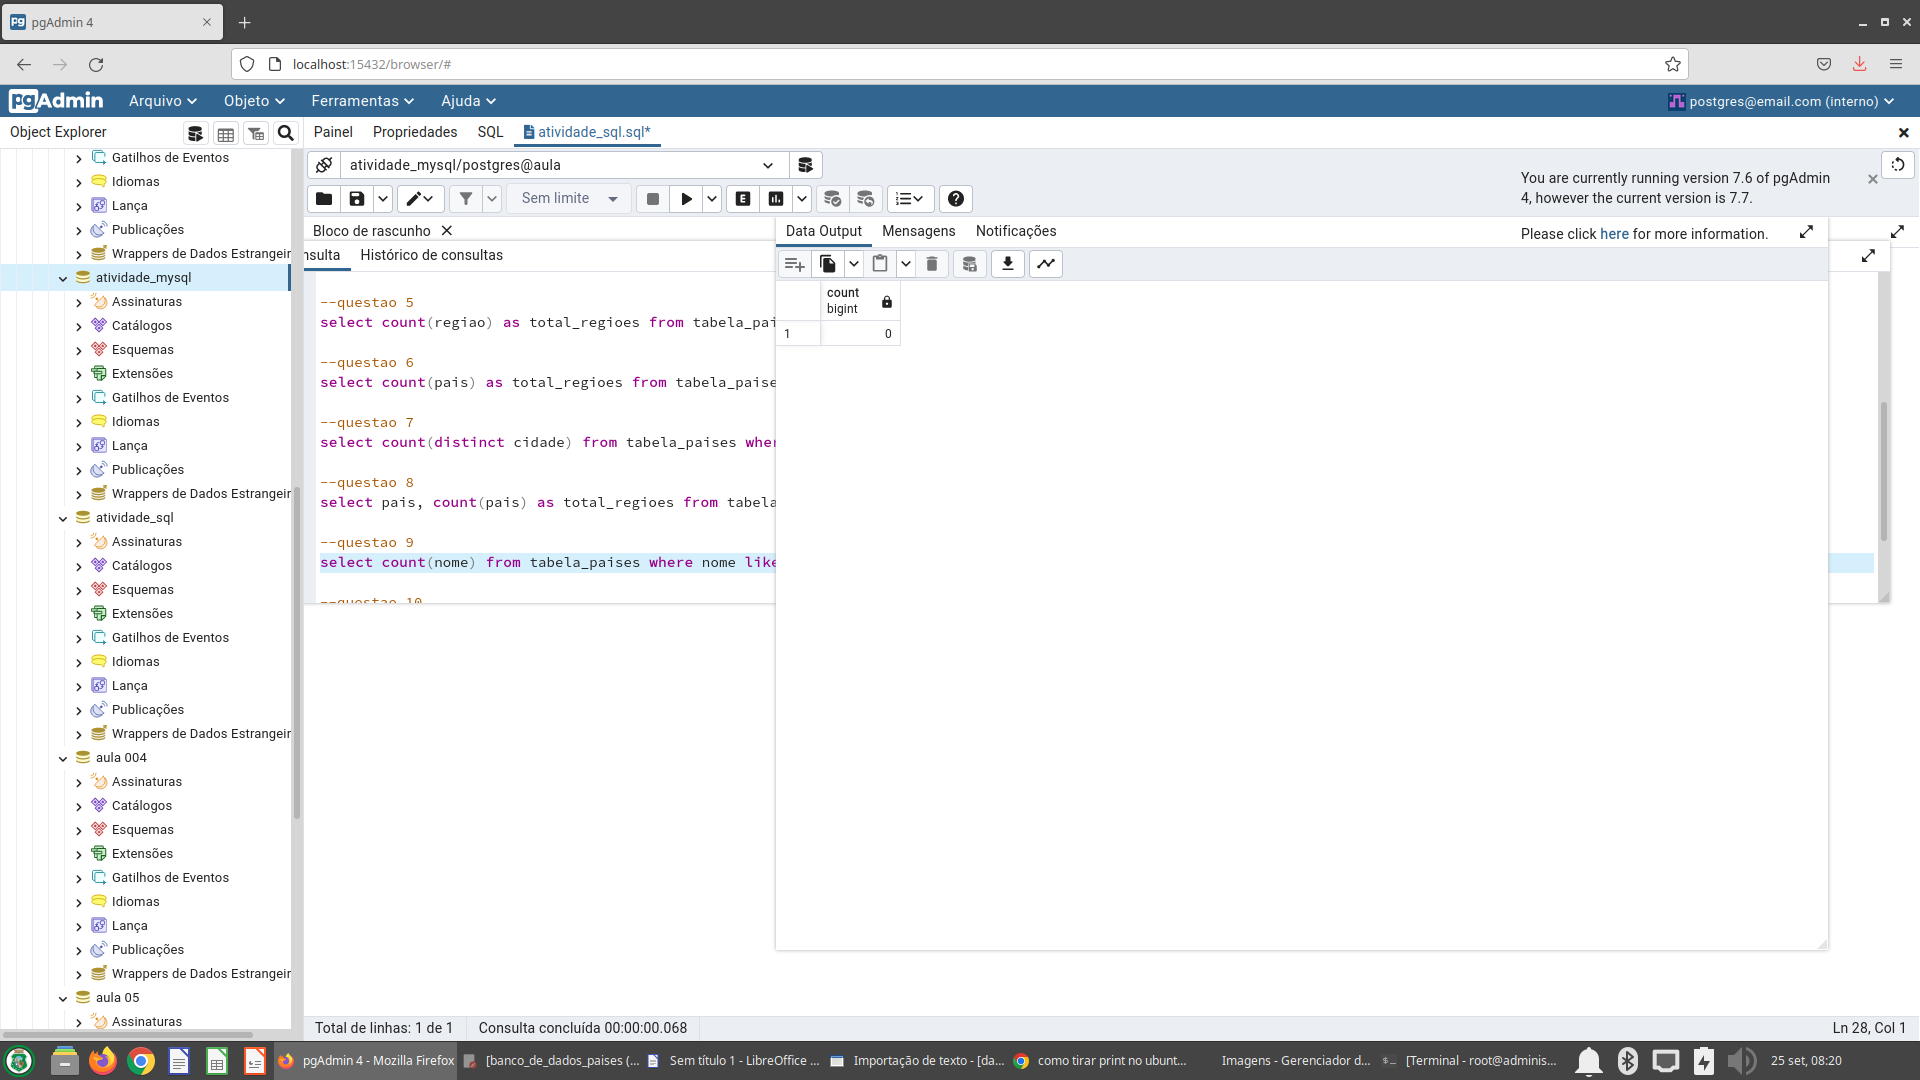 pgAdmin 4
localhost:15432/browser/#
pgAdmin
Arquivo
Objeto
Ferramentas
Ajuda
postgres@email.com (interno)
Object Explorer
Painel
Propriedades
SQL
atividade_sql.sql*
Gatilhos de Eventos
Idiomas
Lança
Publicações
Wrappers de Dados Estrangeir
atividade_mysql
Assinaturas
Catálogos
Esquemas
Extensões
Gatilhos de Eventos
Idiomas
Lança
Publicações
Wrappers de Dados Estrangeir
atividade_sql
Assinaturas
Catálogos
Esquemas
Extensões
Gatilhos de Eventos
Idiomas
Lança
Publicações
Wrappers de Dados Estrangeir
aula 004
Assinaturas
Catálogos
Esquemas
Extensões
Gatilhos de Eventos
Idiomas
Lança
Publicações
Wrappers de Dados Estrangeir
aula 05
Assinaturas
atividade_mysql/postgres@aula
Sem limite
E
You are currently running version 7.6 of pgAdmin
4, however the current version is 7.7.
Please click here for more information.
Bloco de rascunho
nsulta
Histórico de consultas
--questao 5
select count(regiao) as total_regioes from tabela_pai
--questao 6
select count(pais) as total_regioes from tabela_paise
--questao 7
select count(distinct cidade) from tabela_paises wher
--questao 8
select pais, count(pais) as total_regioes from tabela
--questao 9
select count(nome) from tabela_paises where nome like
--questao 10
Data Output
Mensagens
Notificações
count
bigint
1
0
Total de linhas: 1 de 1
Consulta concluída 00:00:00.068
Ln 28, Col 1
pgAdmin 4 - Mozilla Firefox
[banco_de_dados_paises (...
Sem título 1 - LibreOffice ...
Importação de texto - [da...
como tirar print no ubunt...
Imagens - Gerenciador d...
[Terminal - root@adminis...
25 set, 08:20